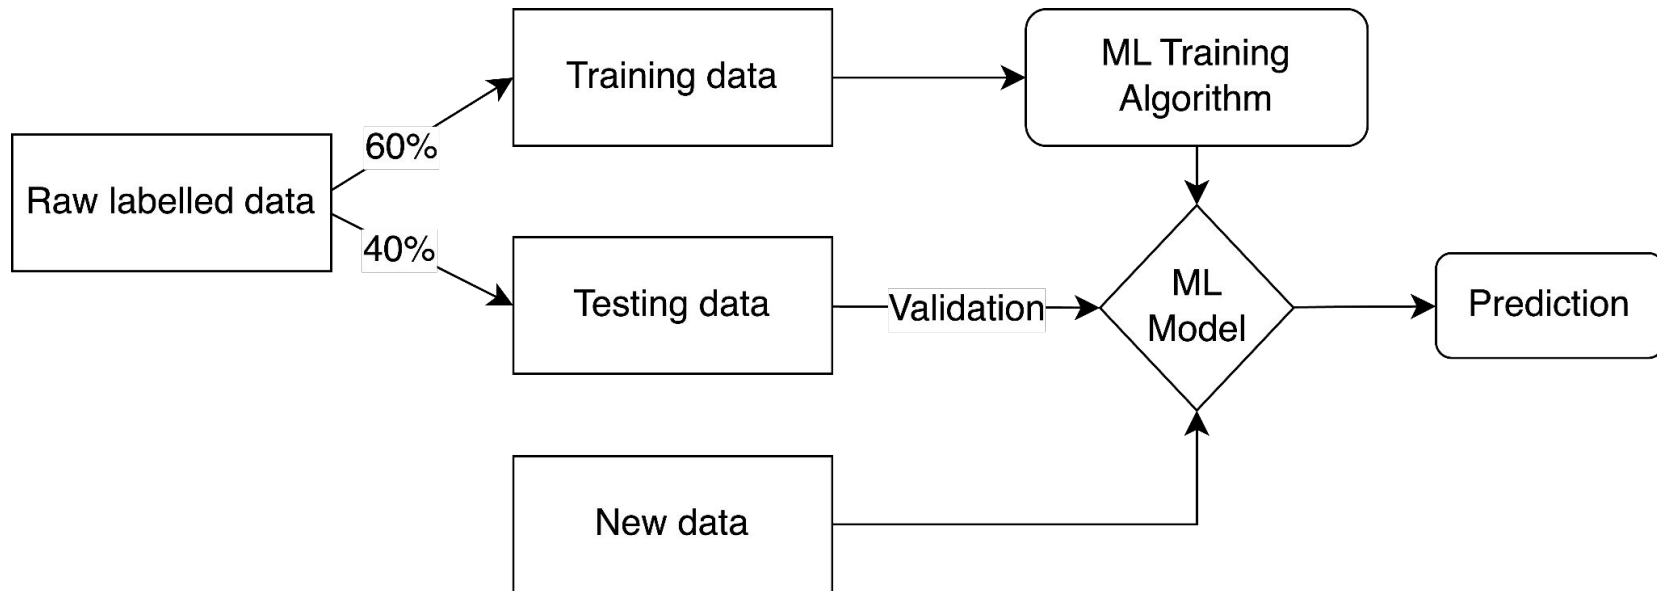 Training data
ML Training
Algorithm
60%
Raw labelled data
40%
Testing data
Validation
ML
Model
Prediction
New data